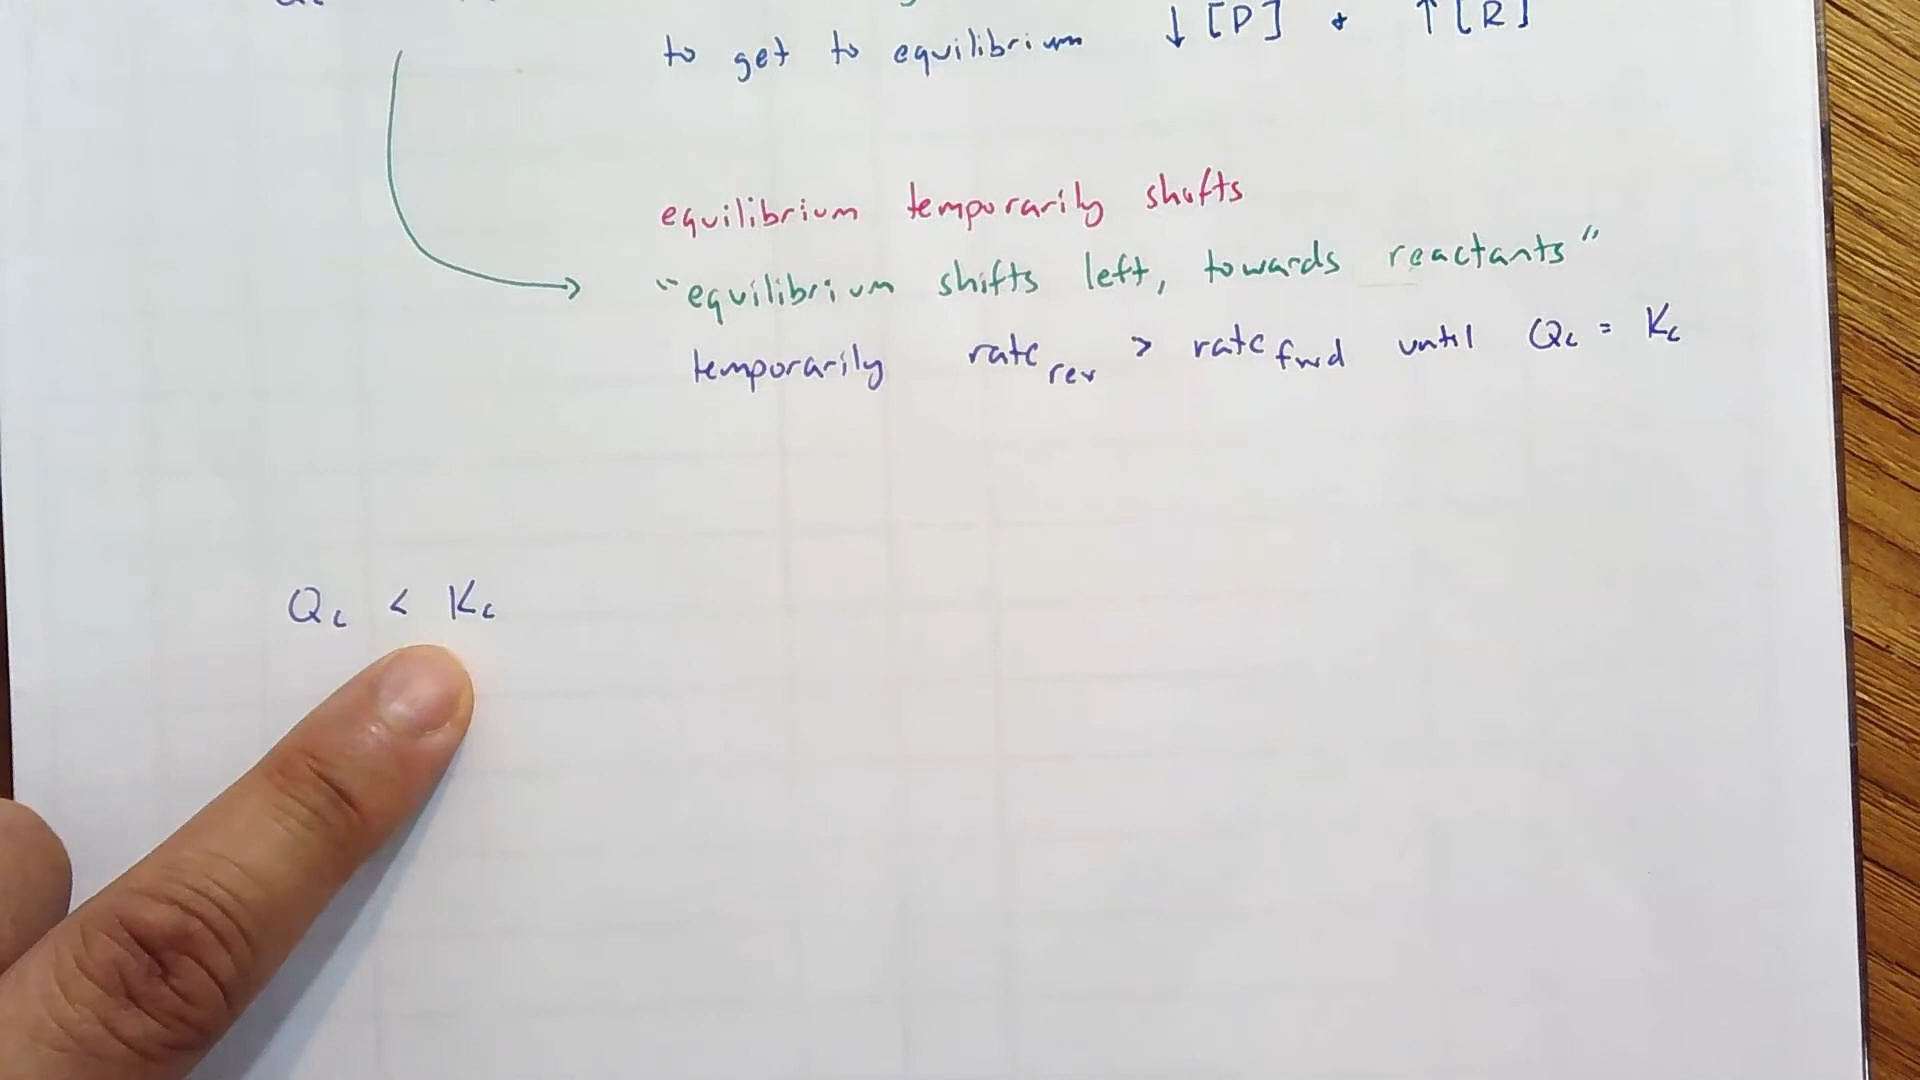 to get to equilibrium ↓ [P] + ↑ [R]
equilibrium temporarily shifts
"equilibrium shifts left, towards reactants"
temporarily rate rev > rate fwd until Qc = Kc
Qc < Kc